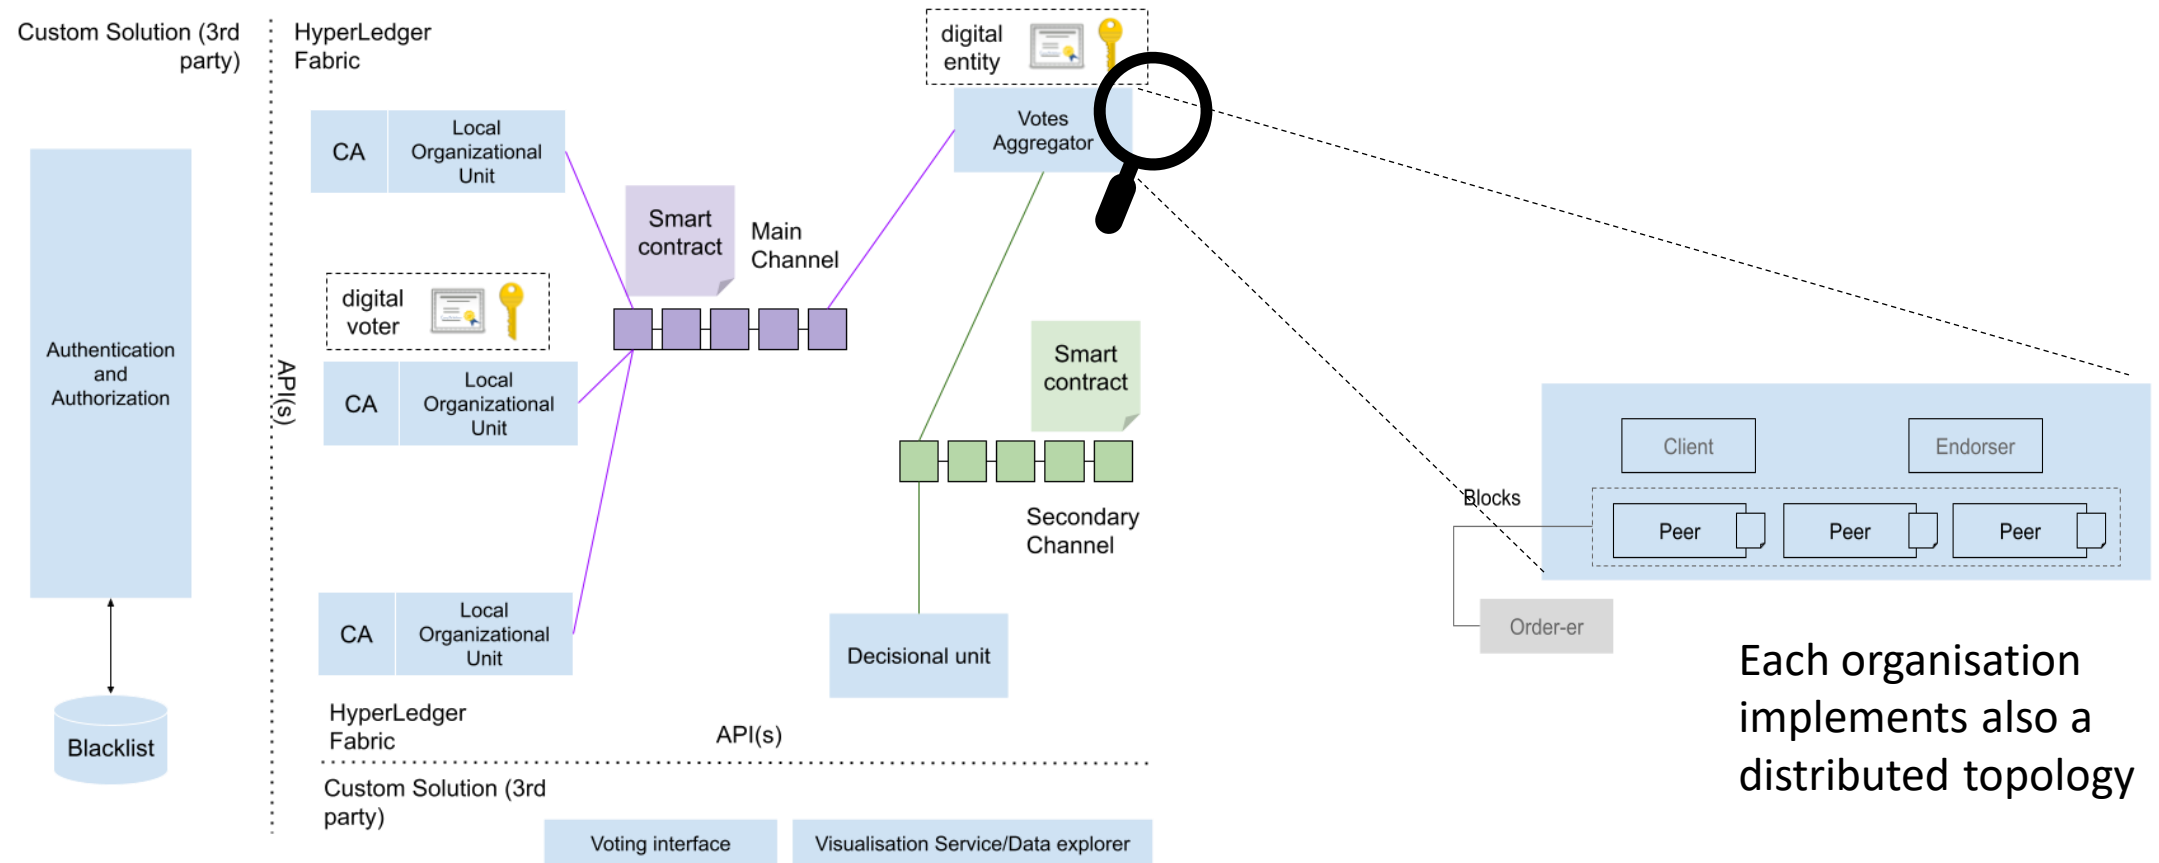 Custom Solution (3rd
party)
HyperLedger
Fabric
digital
entity
CA
Local
Organizational
Unit
Votes
Aggregator
Smart
contract
Main
Channel
digital
voter
Authentication
and
Authorization
API(s)
CA
Local
Organizational
Unit
Smart
contract
Client
Endorser
Blocks
Peer
Peer
Peer
Secondary
Channel
CA
Local
Organizational
Unit
Decisional unit
Order-er
Each organisation
implements also a
distributed topology
Blacklist
HyperLedger
Fabric
API(s)
Custom Solution (3rd
party)
Voting interface
Visualisation Service/Data explorer